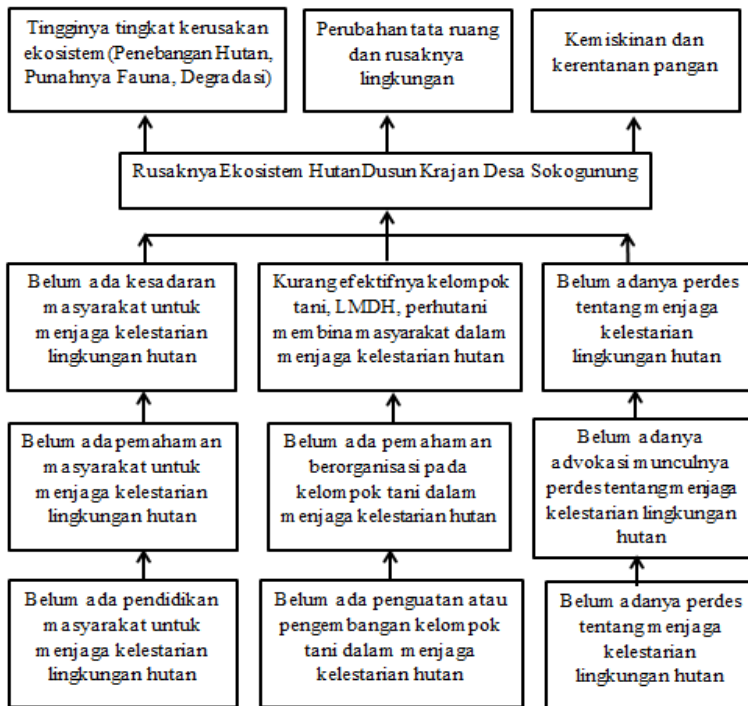 Tingginya tingkat kerusakan
ekosistem (Penebangan Hutan,
Punahnya Fauna, Degradasi)
Perubahan tata ruang
dan rusaknya
lingkungan
Kemiskinan dan
kerentanan pangan
Rusaknya Ekosistem Hutan Dusun Krajan Desa Sokogunung
Belum ada kesadaran
masyarakat untuk
menjaga kelestarian
lingkungan hutan
Kurang efektifnya kelompok
tani, LMDH, perhutani
membina masyarakat dalam
menjaga kelestarian hutan
Belum adanya perdes
tentang menjaga
kelestarian
lingkungan hutan
Belum ada pemahaman
masyarakat untuk
menjaga kelestarian
lingkungan hutan
Belum ada pemahaman
berorganisasi pada
kelompok tani dalam
menjaga kelestarian hutan
Belum adanya
advokasi munculnya
perdes tentang menjaga
kelestarian lingkungan
hutan
Belum ada pendidikan
masyarakat untuk
menjaga kelestarian
lingkungan hutan
Belum ada penguatan atau
pengembangan kelompok
tani dalam menjaga
kelestarian hutan
Belum adanya perdes
tentang menjaga
kelestarian
lingkungan hutan